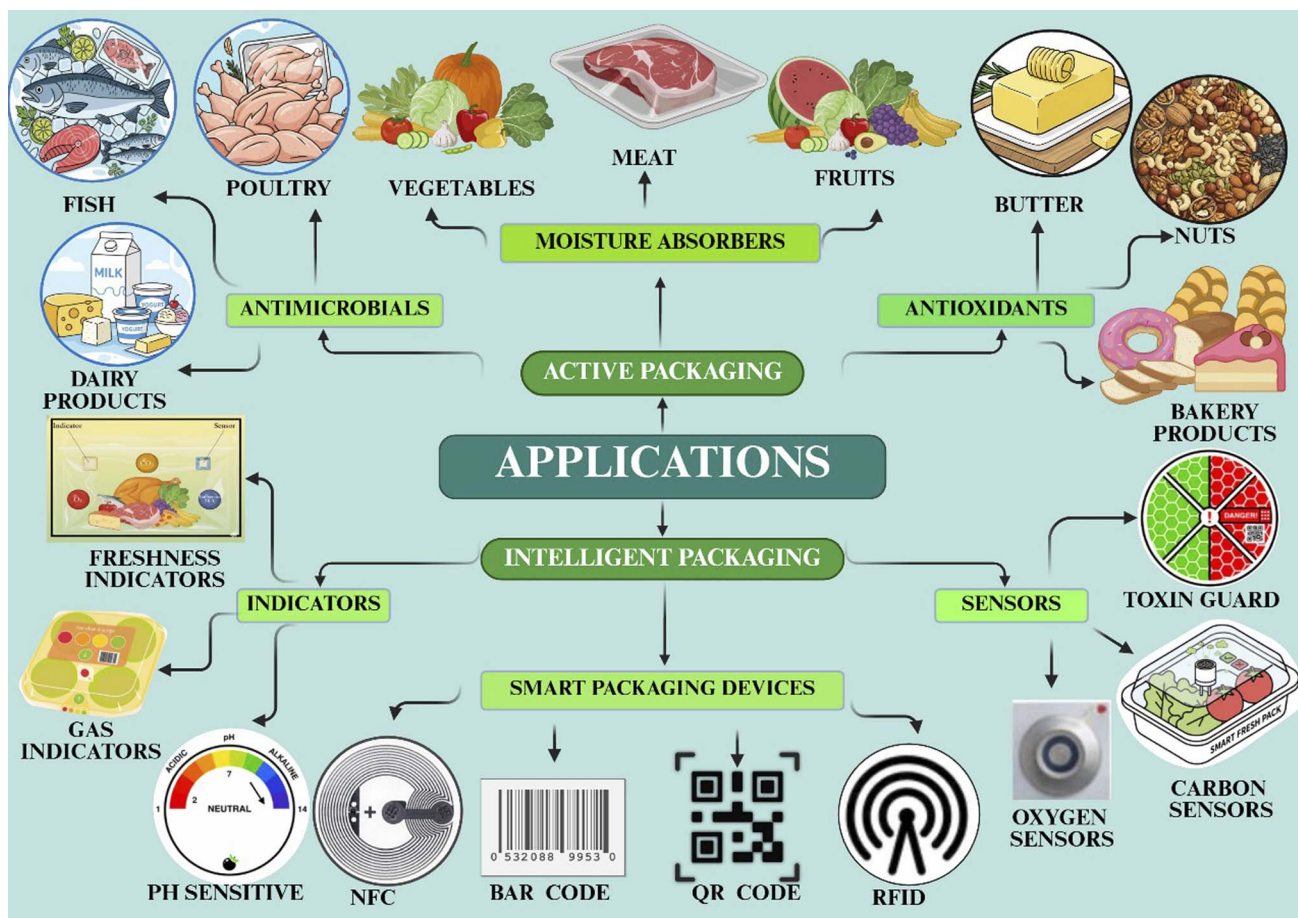 FISH
POULTRY
VEGETABLES
MEAT
FRUITS
BUTTER
NUTS
MOISTURE ABSORBERS
MILK
YOGURT
YOGURT
ANTIMICROBIALS
ANTIOXIDANTS
DAIRY
PRODUCTS
ACTIVE PACKAGING
BAKERY
PRODUCTS
APPLICATIONS
Indicator
Sensor
FRESHNESS
INDICATORS
INTELLIGENT PACKAGING
DANGER!
!
TOXIN GUARD
INDICATORS
SENSORS
GAS
INDICATORS
SMART PACKAGING DEVICES
SMART FRESH PACK
CARBON
SENSORS
OXYGEN
SENSORS
pH
ACIDIC
ALKALINE
7
1
2
14
NEUTRAL
PH SENSITIVE
+
NFC
0 532088 9953 0
BAR CODE
QR CODE
RFID